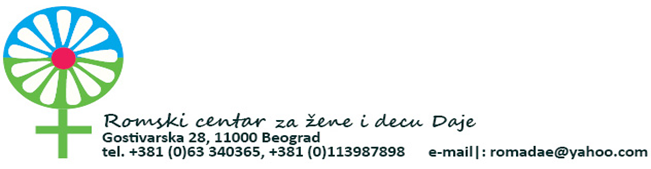 Romski centar za žene i decu Daje
Gostivarska 28, 11000 Beograd
tel. +381 (0)63 340365, +381 (0)113987898 e-mail|: romadae@yahoo.com